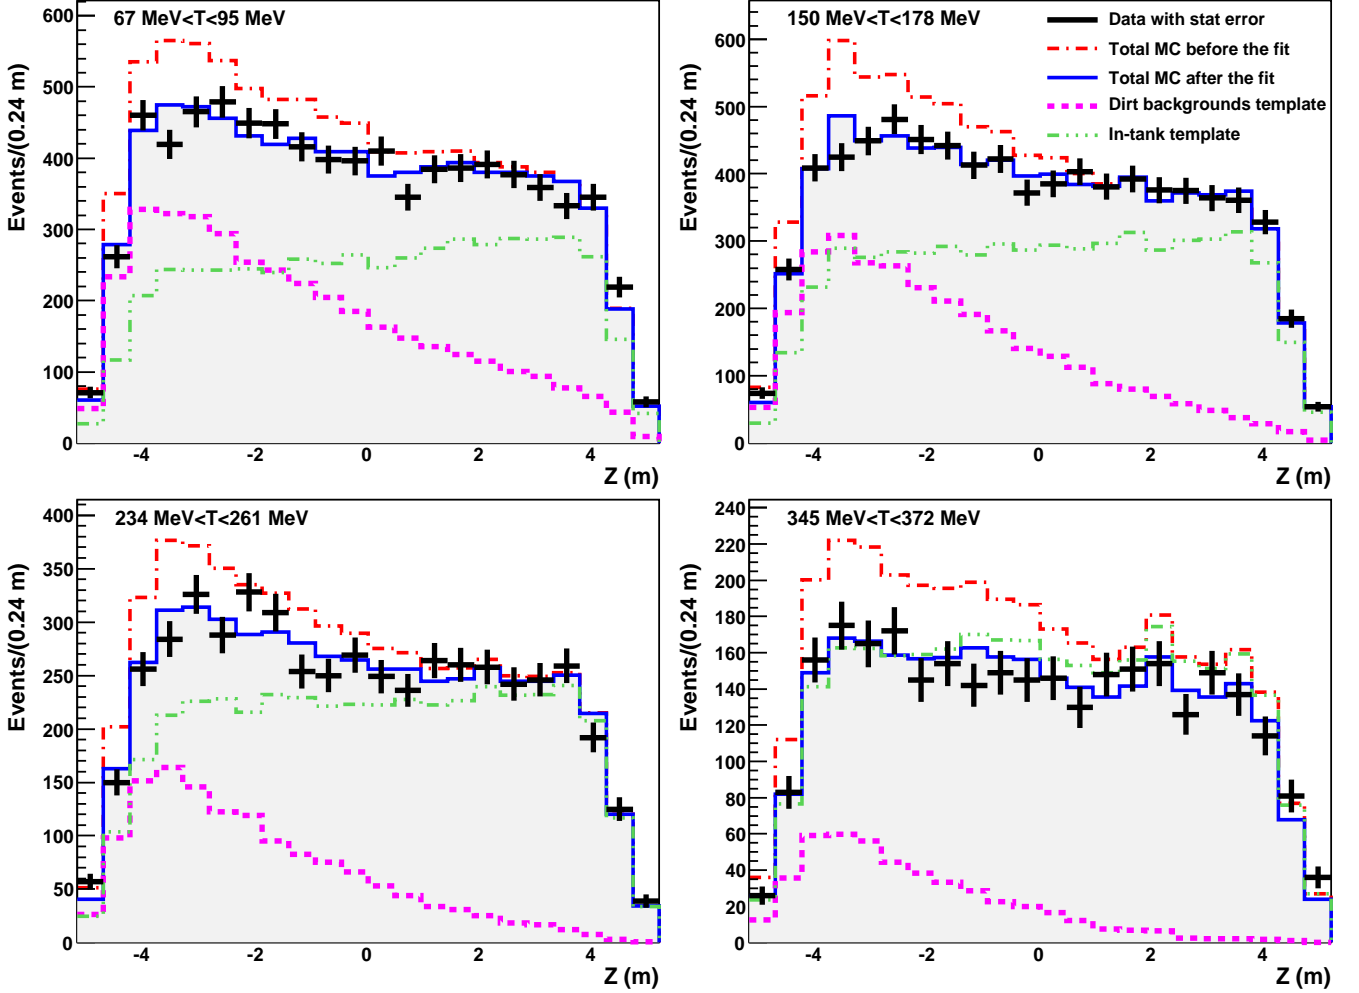 67 MeV<T<95 MeV
Events/(0.24 m)
600
500
400
300
200
100
0
-4 -2 0 2 4
Z (m)
150 MeV<T<178 MeV
Data with stat error
Total MC before the fit
Total MC after the fit
Dirt backgrounds template
In-tank template
Events/(0.24 m)
600
500
400
300
200
100
0
-4 -2 0 2 4
Z (m)
234 MeV<T<261 MeV
Events/(0.24 m)
400
350
300
250
200
150
100
50
0
-4 -2 0 2 4
Z (m)
345 MeV<T<372 MeV
Events/(0.24 m)
240
220
200
180
160
140
120
100
80
60
40
20
0
-4 -2 0 2 4
Z (m)